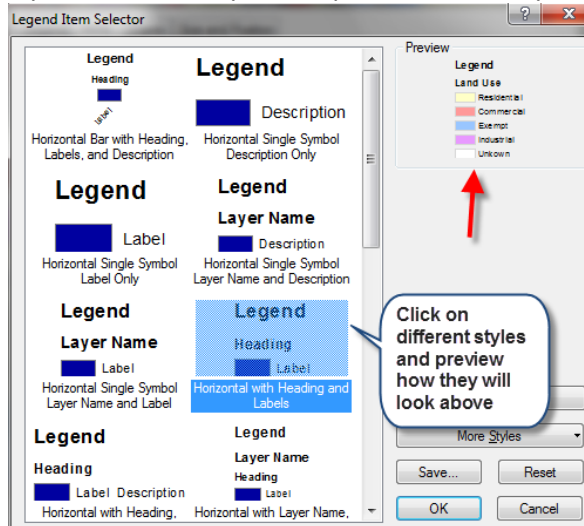 Legend Item Selector
Legend
Heading
Label
Horizontal Bar with Heading,
Labels, and Description
Legend
Description
Horizontal Single Symbol
Description Only
Legend
Label
Horizontal Single Symbol
Label Only
Legend
Layer Name
Description
Horizontal Single Symbol
Layer Name and Description
Legend
Layer Name
Label
Horizontal Single Symbol
Layer Name and Label
Legend
Heading
Label
Horizontal with Heading and
Labels
Legend
Heading
Label Description
Horizontal with Heading,
Legend
Layer Name
Heading
Label
Horizontal with Layer Name,
Preview
Legend
Land Use
Residential
Commercial
Exempt
Industrial
Unkown
Click on
different styles
and preview
how they will
look above
More Styles
Save...
Reset
OK
Cancel